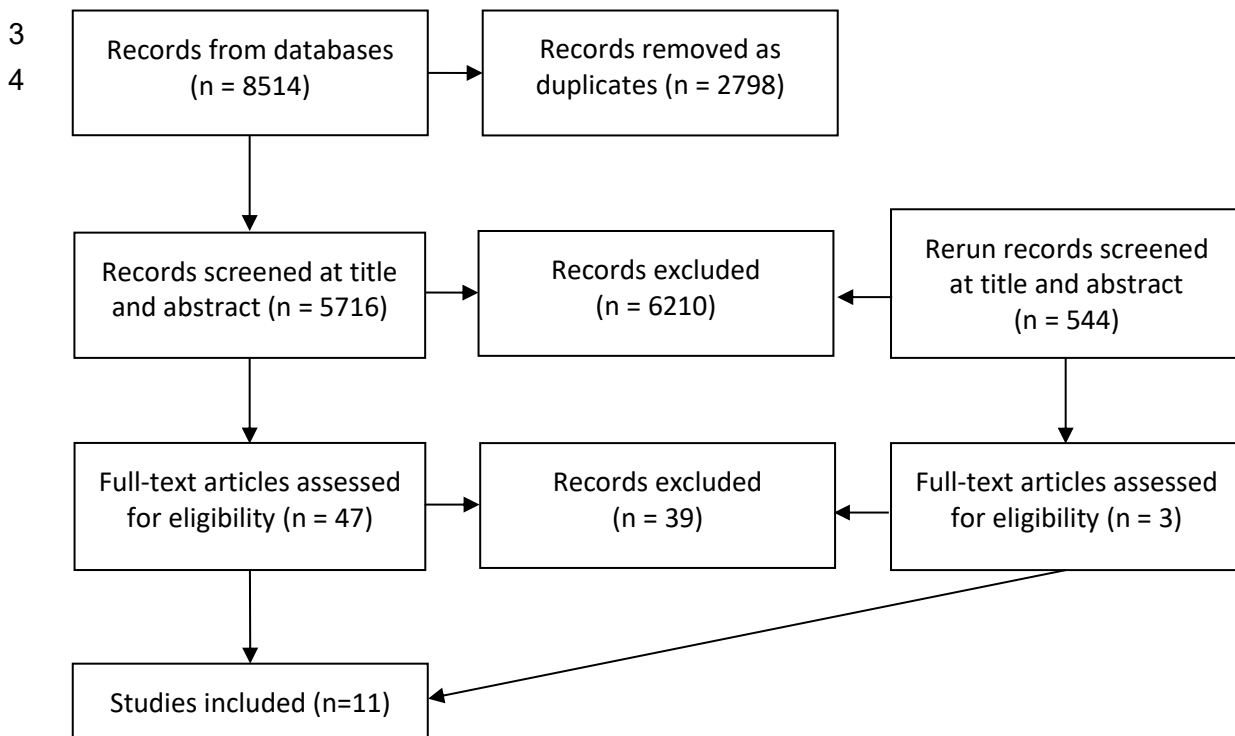 3
4
Records from databases
(n = 8514)
Records removed as
duplicates (n = 2798)
Records screened at title
and abstract (n = 5716)
Records excluded
(n = 6210)
Rerun records screened
at title and abstract
(n = 544)
Full-text articles assessed
for eligibility (n = 47)
Records excluded
(n = 39)
Full-text articles assessed
for eligibility (n = 3)
Studies included (n=11)